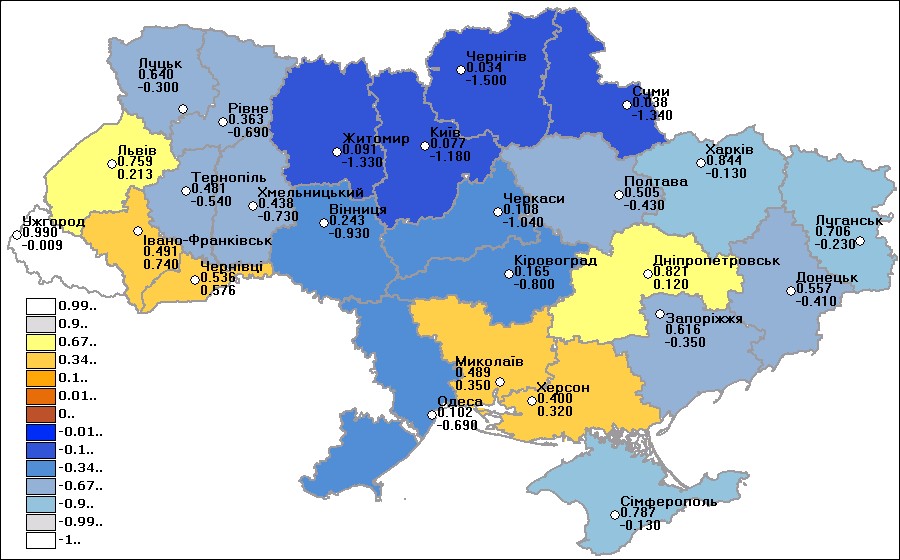 Чернігів
0.034
-1.500
Луцьк
0.640
-0.300
Суми
0.038
-1.340
Рівне
0.363
-0.690
Житомир
0.091
-1.330
Київ
0.077
-1.180
Харків
0.844
-0.130
Львів
0.759
0.213
Тернопіль
0.481
-0.540
Хмельницький
0.438
-0.730
Полтава
0.505
-0.430
Черкаси
0.108
-1.040
Вінниця
0.243
-0.930
Ужгород
0.990
-0.009
Луганськ
0.706
-0.230
Івано-Франківськ
0.491
0.740
Чернівці
0.536
0.576
Кіровоград
0.165
-0.800
Дніпропетровськ
0.821
0.120
Донецьк
0.557
-0.410
Запоріжжя
0.616
-0.350
Миколаїв
0.489
0.350
Херсон
0.400
0.320
Одеса
0.102
-0.690
Сімферополь
0.787
-0.130
0.99..
0.9..
0.67..
0.34..
0.1..
0.01..
0..
-0.01..
-0.1..
-0.34..
-0.67..
-0.9..
-0.99..
-1..